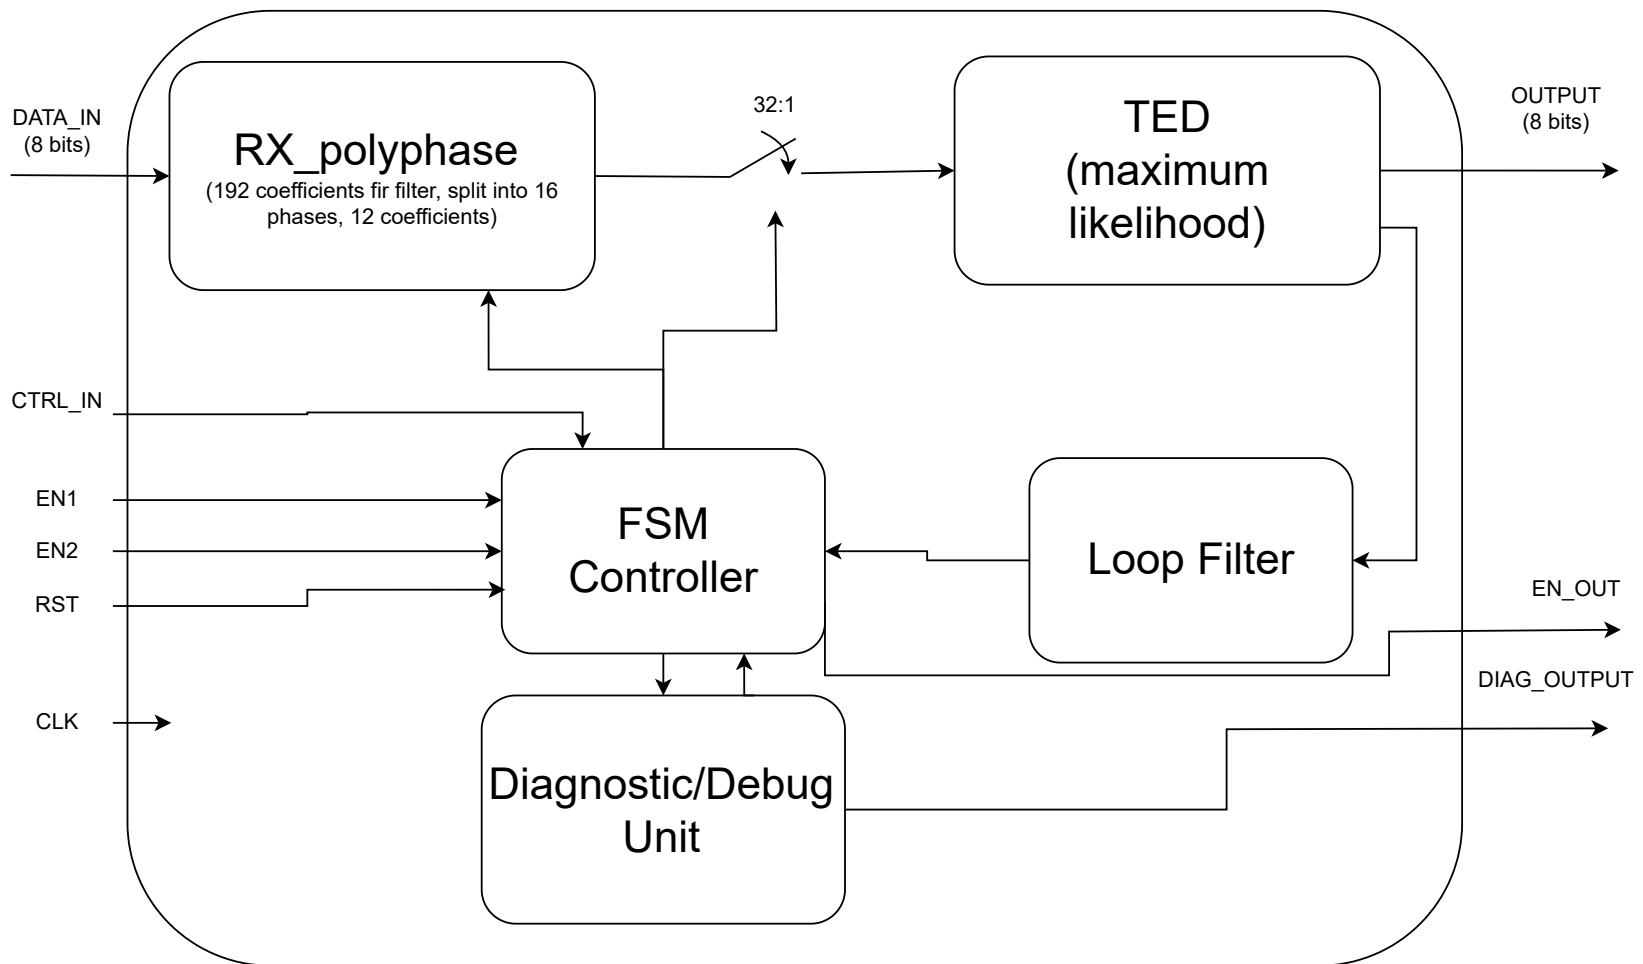 32:1
DATA_IN
(8 bits)
RX_polyphase
(192 coefficients fir filter, split into 16
phases, 12 coefficients)
TED
(maximum
likelihood)
OUTPUT
(8 bits)
CTRL_IN
EN1
EN2
RST
CLK
FSM
Controller
Loop Filter
EN_OUT
DIAG_OUTPUT
Diagnostic/Debug
Unit